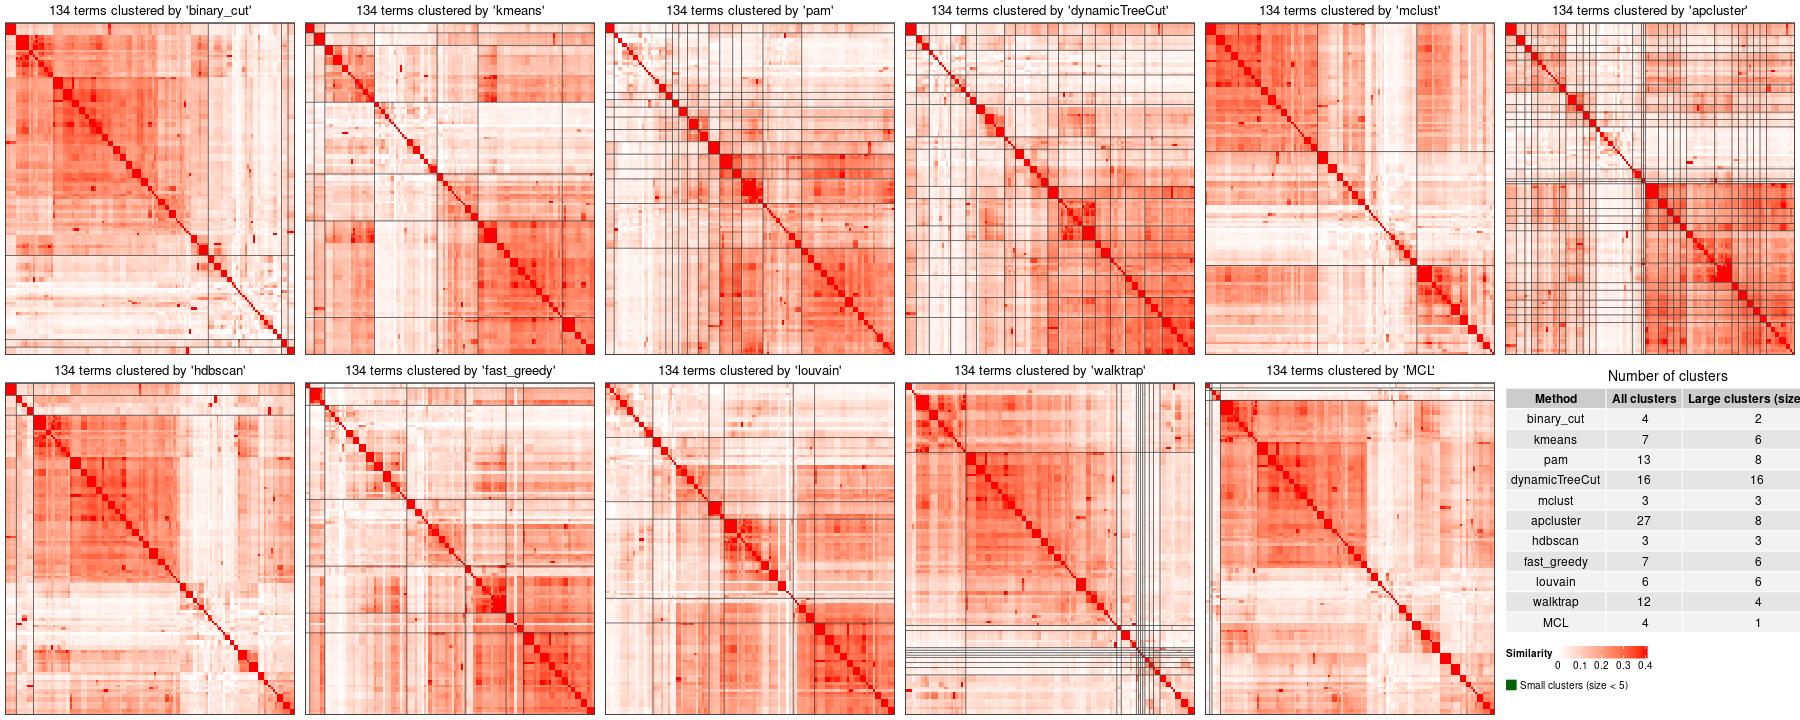 134 terms clustered by 'binary_cut'
134 terms clustered by 'kmeans'
134 terms clustered by 'pam'
134 terms clustered by 'dynamicTreeCut'
134 terms clustered by 'mclust'
134 terms clustered by 'apcluster'
134 terms clustered by 'hdbscan'
134 terms clustered by 'fast_greedy'
134 terms clustered by 'louvain'
134 terms clustered by 'walktrap'
134 terms clustered by 'MCL'
Number of clusters
Method All clusters Large clusters (size
binary_cut 4 2
kmeans 7 6
pam 13 8
dynamicTreeCut 16 16
mclust 3 3
apcluster 27 8
hdbscan 3 3
fast_greedy 7 6
louvain 6 6
walktrap 12 4
MCL 4 1
Similarity
0 0.1 0.2 0.3 0.4
Small clusters (size < 5)